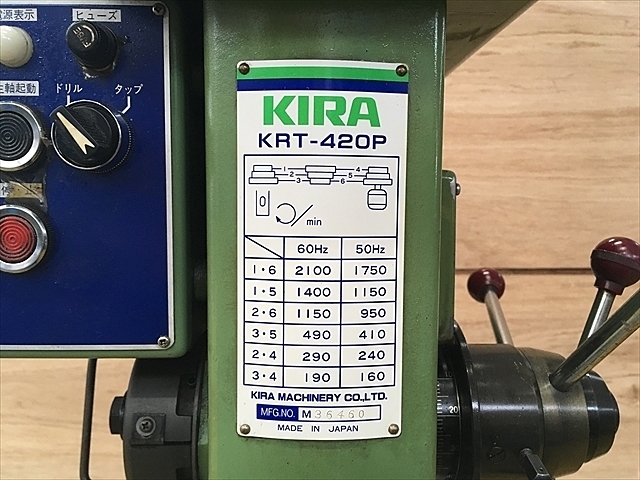 電源表示
ヒューズ
主軸起動
ドリル
タップ
KIRA
KRT-420P
1 4
2 5
3 6
/min
60Hz 50Hz
1・6 2100 1750
1・5 1400 1150
2・6 1150 950
3・5 490 410
2・4 290 240
3・4 190 160
KIRA MACHINERY CO.,LTD.
MFG.NO. M36460
MADE IN JAPAN
20